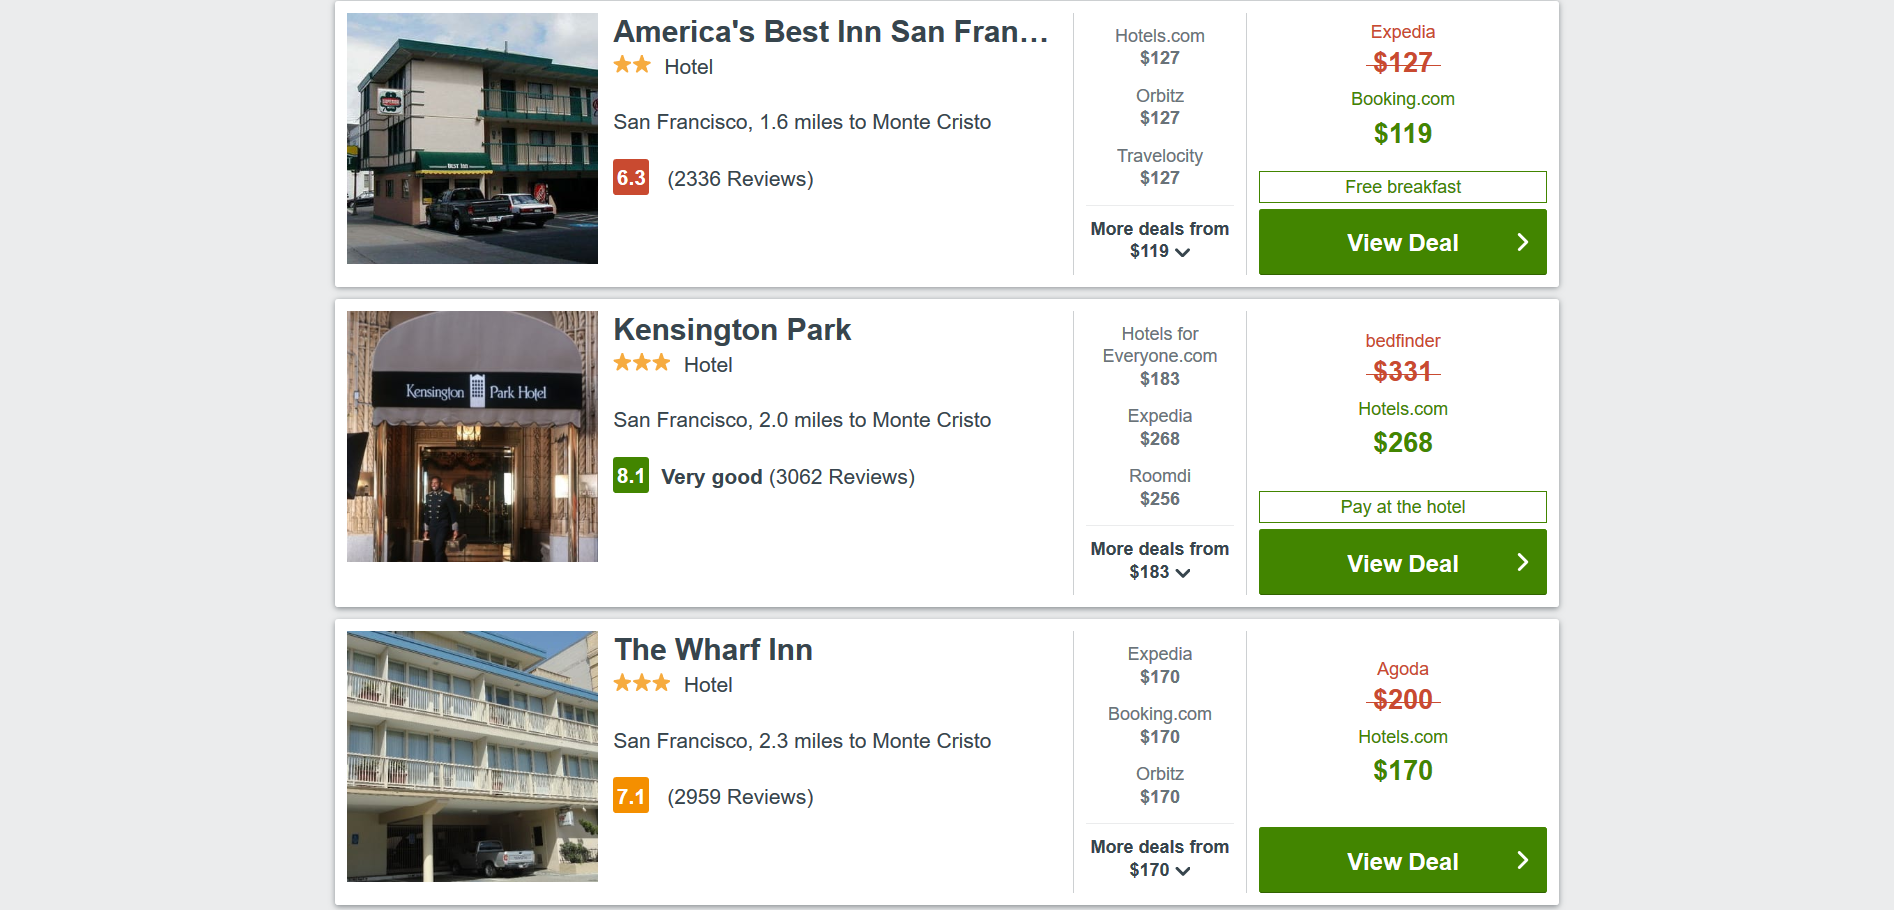 America's Best Inn San Fran...
Hotel
San Francisco, 1.6 miles to Monte Cristo
6.3 (2336 Reviews)
Hotels.com
$127
Orbitz
$127
Travelocity
$127
More deals from
$119
Expedia
$127
Booking.com
$119
Free breakfast
View Deal
BEST INN
Kensington Park
Hotel
San Francisco, 2.0 miles to Monte Cristo
8.1 Very good (3062 Reviews)
Kensington Park Hotel
Hotels for
Everyone.com
$183
Expedia
$268
Roomdi
$256
More deals from
$183
bedfinder
$331
Hotels.com
$268
Pay at the hotel
View Deal
The Wharf Inn
Hotel
San Francisco, 2.3 miles to Monte Cristo
7.1 (2959 Reviews)
Expedia
$170
Booking.com
$170
Orbitz
$170
More deals from
$170
Agoda
$200
Hotels.com
$170
View Deal